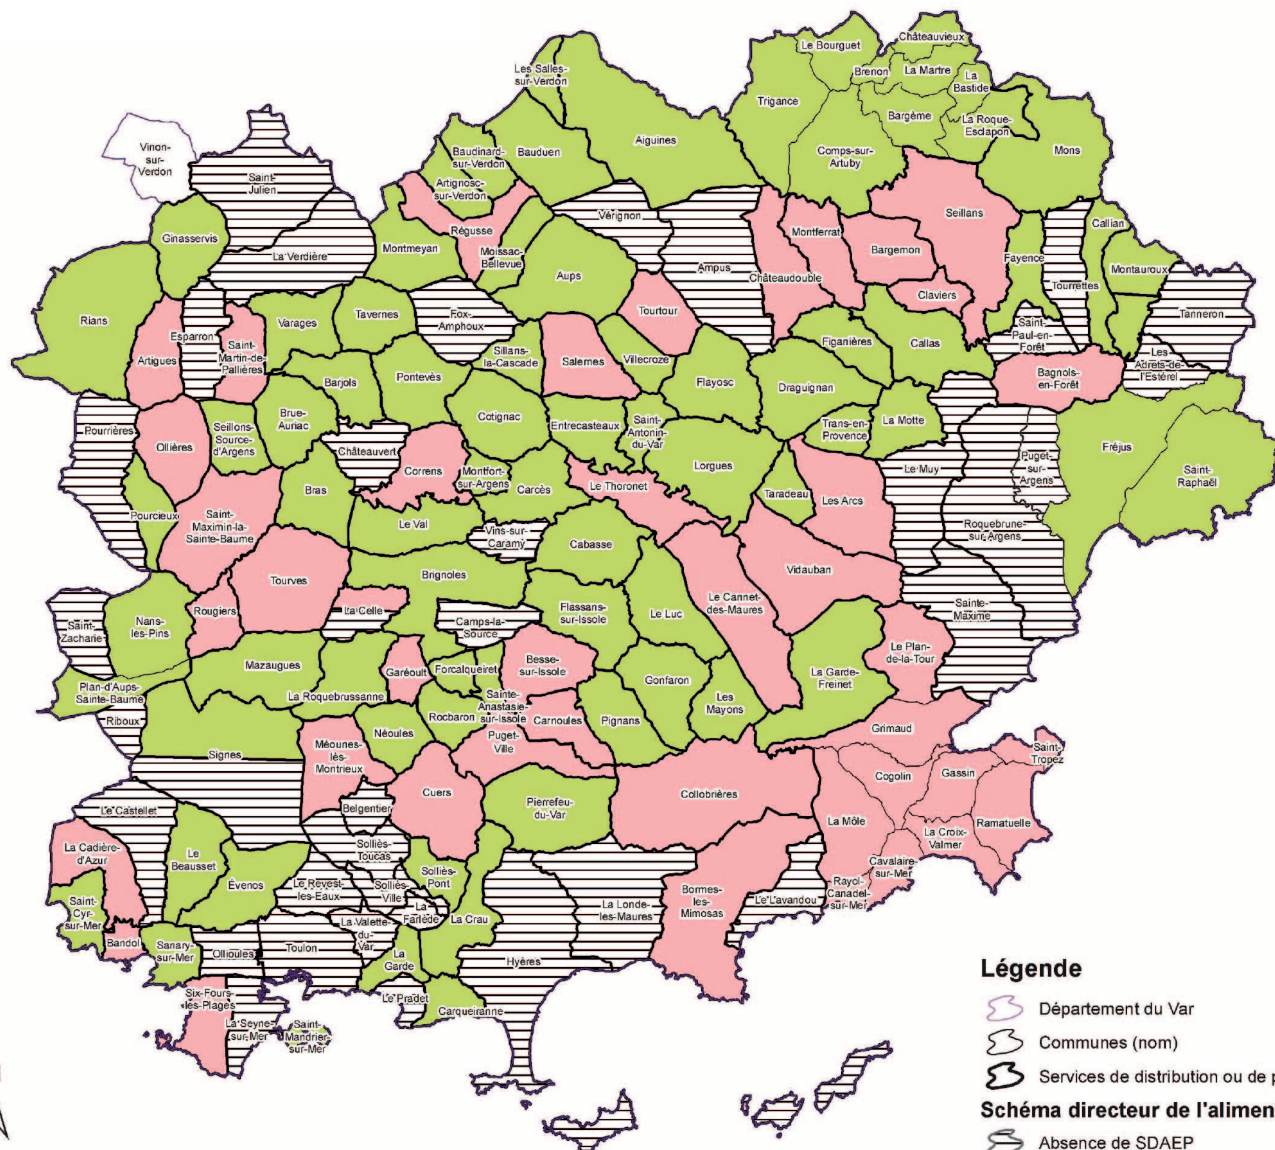 Châteauvieux
Le Bourguet
Brenon
La Martre
La
Bastide
Les Salles-
sur-Verdon
Trigance
Bargème
La Roque-
Esclapon
Aiguines
Comps-sur-
Artuby
Mons
Vinon-
sur-
Verdon
Baudinard-
sur-Verdon
Bauduen
Saint-
Julien
Artignosc-
sur-Verdon
Régusse
Vérignon
Seillans
Montferrat
Callian
Ginasservis
La Verdière
Montmeyan
Moissac-
Bellevue
Aups
Ampus
Châteaudouble
Bargemon
Fayence
Tourrettes
Montauroux
Rians
Esparron
Artigues
Saint-
Martin-de-
Pallières
Varages
Tavernes
Fox-
Amphoux
Tourtour
Claviers
Tanneron
Saint-
Paul-en-
Forêt
Sillans-
la-Cascade
Salernes
Villecroze
Figanières
Callas
Les
Adrets-de-
l'Estérel
Barjols
Pontevès
Flayosc
Draguignan
Bagnols-
en-Forêt
Pourrières
Ollières
Seillons-
Source-
d'Argens
Brue-
Auriac
Cotignac
Entrecasteaux
Saint-
Antonin-
du-Var
Trans-en-
Provence
La Motte
Châteauvert
Correns
Montfort-
sur-Argens
Carcès
Le Thoronet
Lorgues
Taradeau
Les Arcs
Le Muy
Puget-
sur-
Argens
Fréjus
Saint-
Raphaël
Pourcieux
Saint-
Maximin-la-
Sainte-Baume
Bras
Le Val
Vins-sur-
Caramy
Cabasse
Roquebrune-
sur-Argens
Tourves
Brignoles
Vidauban
Saint-
Zacharie
Nans-
les-Pins
Rougiers
La Celle
Camps-la-
Source
Flassans-
sur-Issole
Le Luc
Le Cannet-
des-Maures
Sainte-
Maxime
Le Plan-
de-la-Tour
Plan-d'Aups-
Sainte-Baume
Mazaugues
Garéoult
Forcalqueiret
Besse-
sur-Issole
Gonfaron
La Garde-
Freinet
La Roquebrussanne
Sainte-
Anastasie-
sur-Issole
Les
Mayons
Riboux
Rocbaron
Carnoules
Pignans
Néoules
Puget-
Ville
Grimaud
Signes
Méounes-
lès-
Montrieux
Saint-
Tropez
Cogolin
Gassin
Cuers
Collobrières
Le Castellet
Belgentier
Pierrefeu-
du-Var
La Môle
Ramatuelle
La Croix-
Valmer
La Cadière-
d'Azur
Le
Beausset
Solliès-
Toucas
Cavalaire-
sur-Mer
Évenos
Le Revest-
les-Eaux
Solliès-
Pont
Solliès-
Ville
Bormes-
les-
Mimosas
Rayol-
Canadel-
sur-Mer
Saint-
Cyr-
sur-Mer
La
Farlède
La Crau
La Londe-
les-Maures
Le Lavandou
Bandol
Sanary-
sur-Mer
Ollioules
Toulon
La Valette-
du-
Var
La
Garde
Hyères
Six-Fours-
les-Plages
Le Pradet
Carqueiranne
La Seyne-
sur-Mer
Saint-
Mandrier-
sur-Mer
Légende
Département du Var
Communes (nom)
Services de distribution ou de p
Schéma directeur de l'alimen
Absence de SDAEP